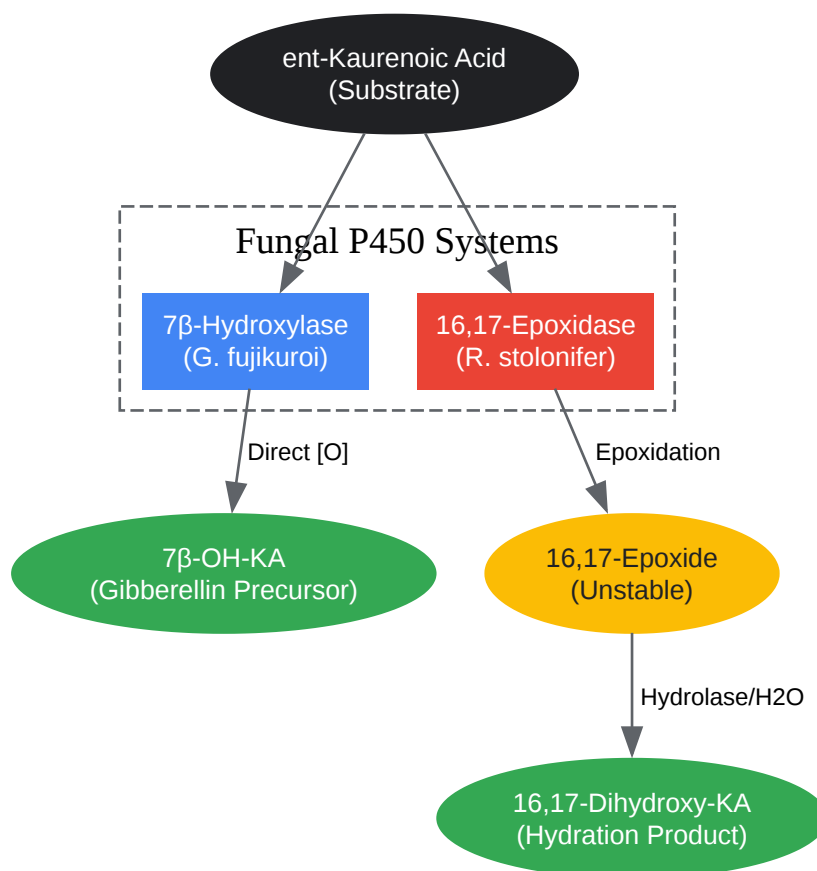 ent-Kaurenoic Acid
(Substrate)
Fungal P450 Systems
7β-Hydroxylase
(G. fujikuroi)
16,17-Epoxidase
(R. stolonifer)
Direct [O]
Epoxidation
7β-OH-KA
(Gibberellin Precursor)
16,17-Epoxide
(Unstable)
Hydrolase/H2O
16,17-Dihydroxy-KA
(Hydration Product)